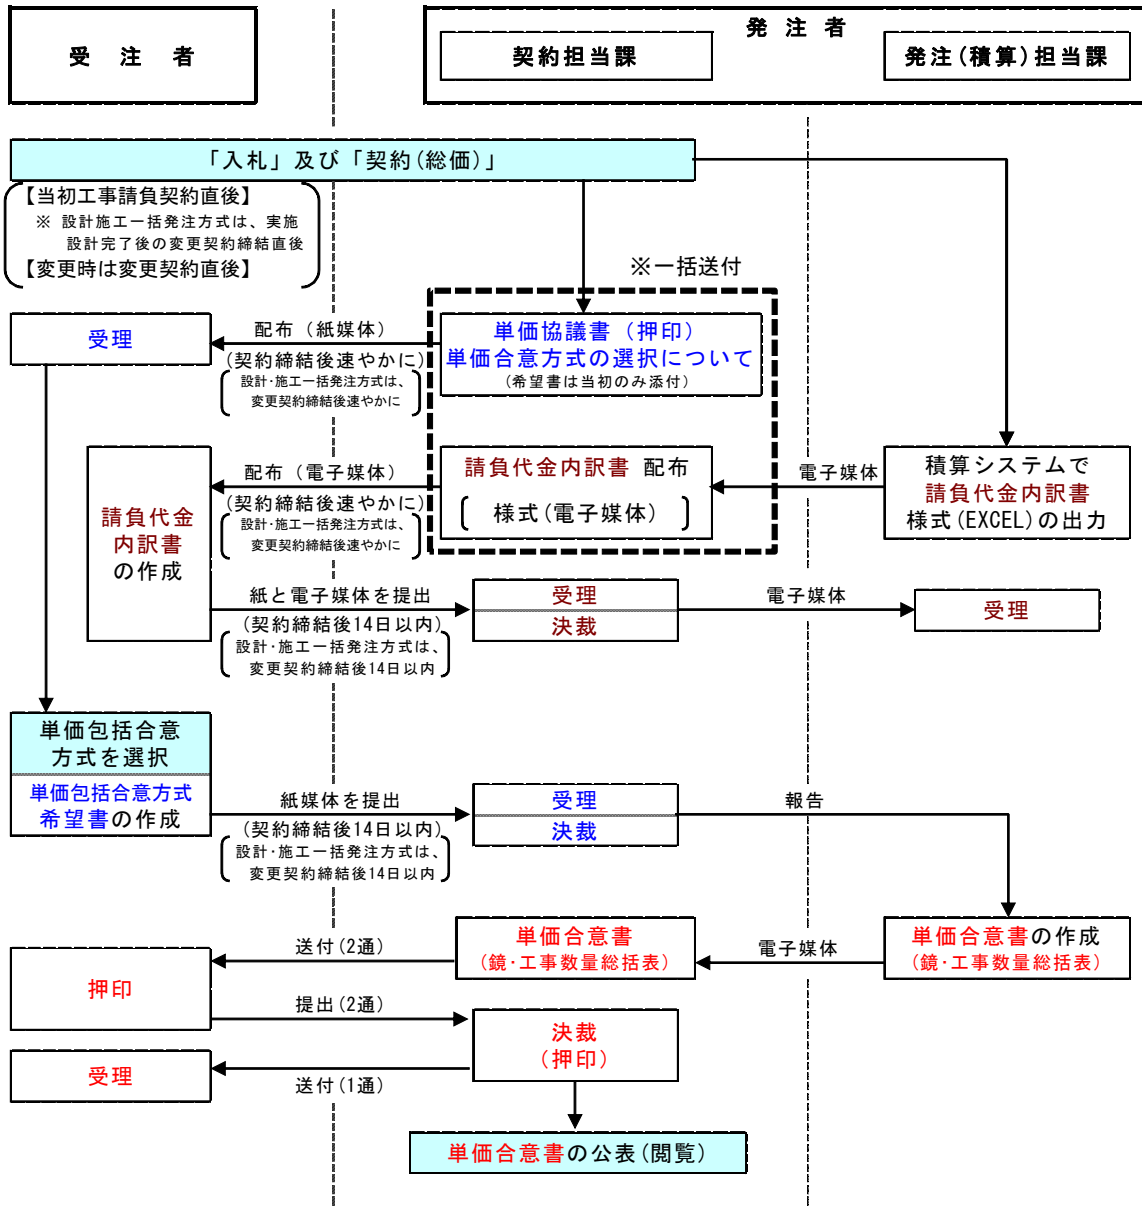 受 注 者
発 注 者
契約担当課
発注(積算)担当課
「入札」及び「契約(総価)」
【当初工事請負契約直後】
※ 設計施工一括発注方式は、実施
設計完了後の変更契約締結直後
【変更時は変更契約直後】
※一括送付
受理
配布（紙媒体）
(契約締結後速やかに)
設計･施工一括発注方式は、
変更契約締結後速やかに
単価協議書（押印）
単価合意方式の選択について
(希望書は当初のみ添付)
請負代金
内訳書
の作成
配布（電子媒体）
(契約締結後速やかに)
設計･施工一括発注方式は、
変更契約締結後速やかに
請負代金内訳書 配布
様式(電子媒体)
電子媒体
積算システムで
請負代金内訳書
様式(EXCEL)の出力
紙と電子媒体を提出
(契約締結後14日以内)
設計･施工一括発注方式は、
変更契約締結後14日以内
受理
決裁
電子媒体
受理
単価包括合意
方式を選択
単価包括合意方式
希望書の作成
紙媒体を提出
(契約締結後14日以内)
設計･施工一括発注方式は、
変更契約締結後14日以内
受理
決裁
報告
単価合意書の作成
(鏡･工事数量総括表)
電子媒体
単価合意書
(鏡･工事数量総括表)
送付(2通)
押印
提出(2通)
決裁
(押印)
受理
送付(1通)
単価合意書の公表(閲覧)